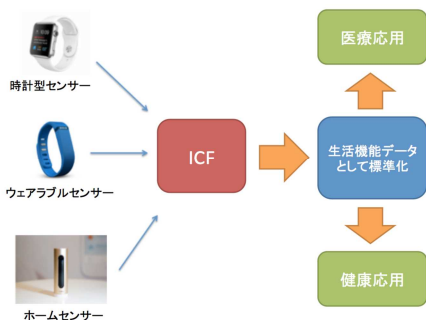 医療応用
時計型センサー
ICF
生活機能データ
として標準化
ウェアラブルセンサー
健康応用
ホームセンサー